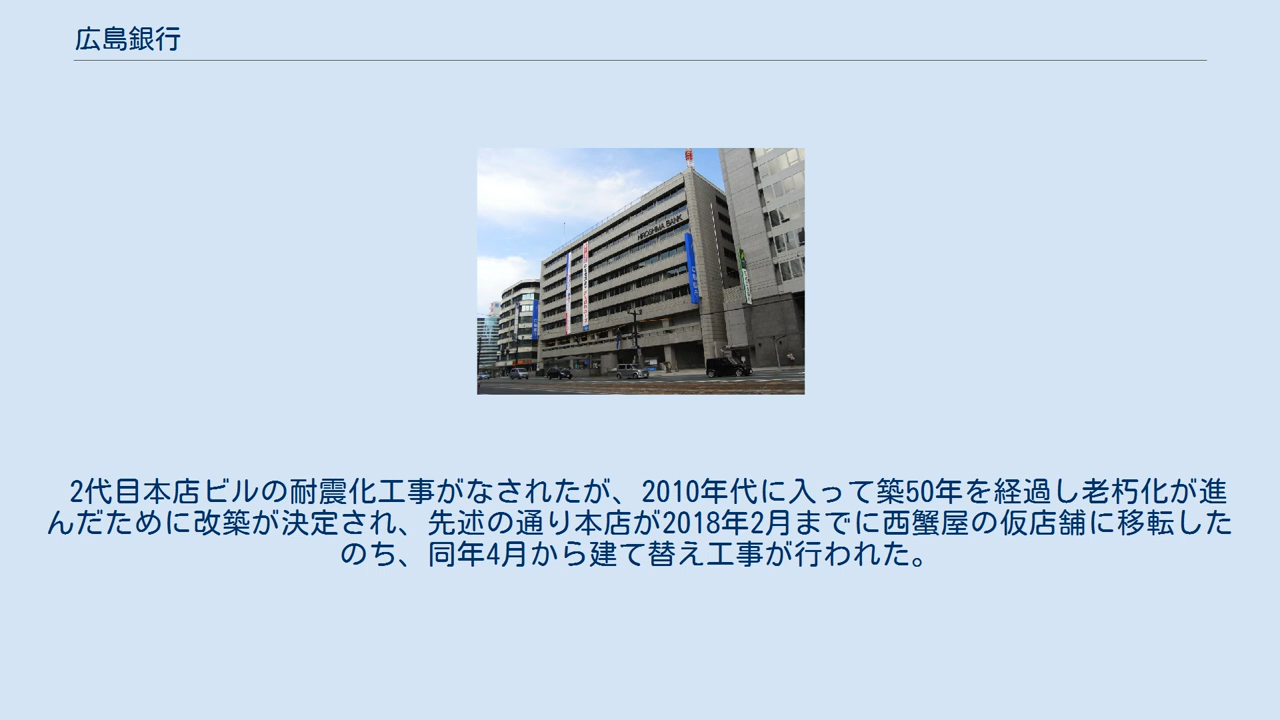 広島銀行
HIROSHIMA BANK
2代目本店ビルの耐震化工事がなされたが、2010年代に入って築50年を経過し老朽化が進
んだために改築が決定され、先述の通り本店が2018年2月までに西蟹屋の仮店舗に移転した
のち、同年4月から建て替え工事が行われた。